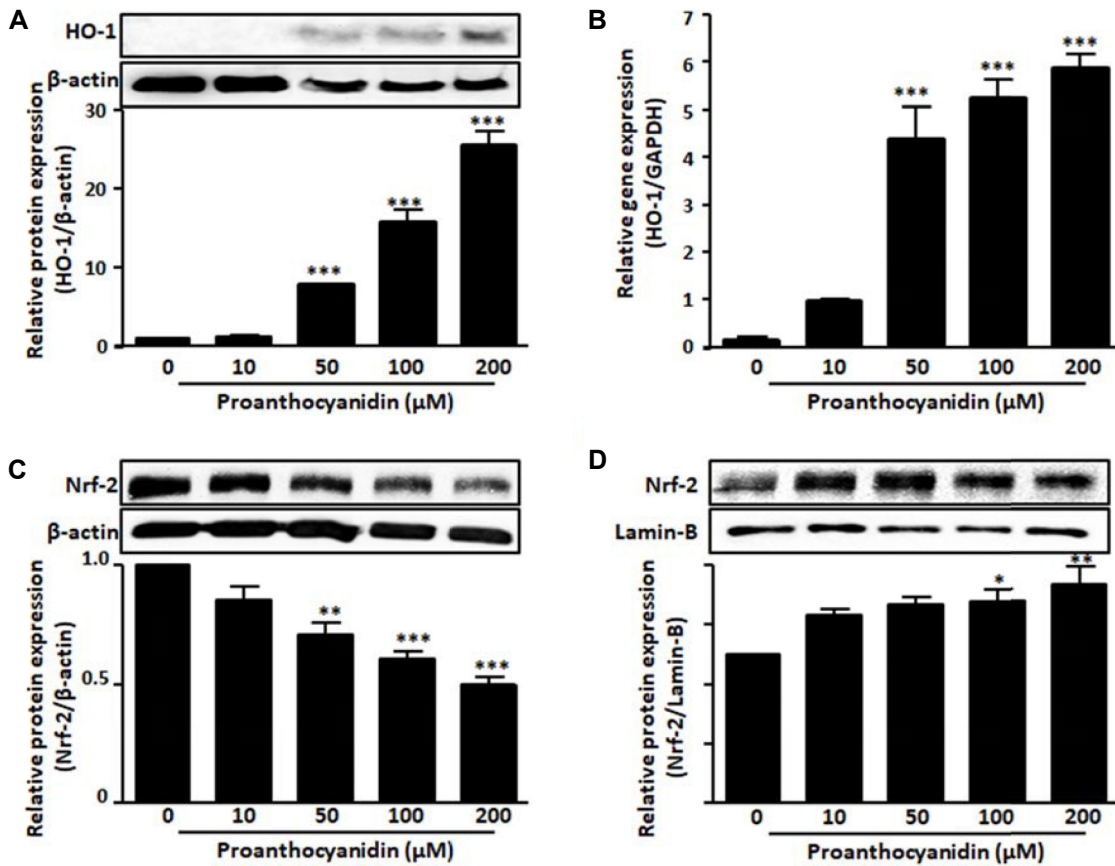 A
HO-1
β-actin
Relative protein expression
(HO-1/β-actin)
30
20
10
0
***
***
***
0 10 50 100 200
Proanthocyanidin (µM)
B
Relative gene expression
(HO-1/GAPDH)
7
6
5
4
3
2
1
0
***
***
***
0 10 50 100 200
Proanthocyanidin (µM)
C
Nrf-2
β-actin
Relative protein expression
(Nrf-2/β-actin)
1.0
0.5
0
**
***
***
0 10 50 100 200
Proanthocyanidin (µM)
D
Nrf-2
Lamin-B
Relative protein expression
(Nrf-2/Lamin-B)
*
**
0 10 50 100 200
Proanthocyanidin (µM)